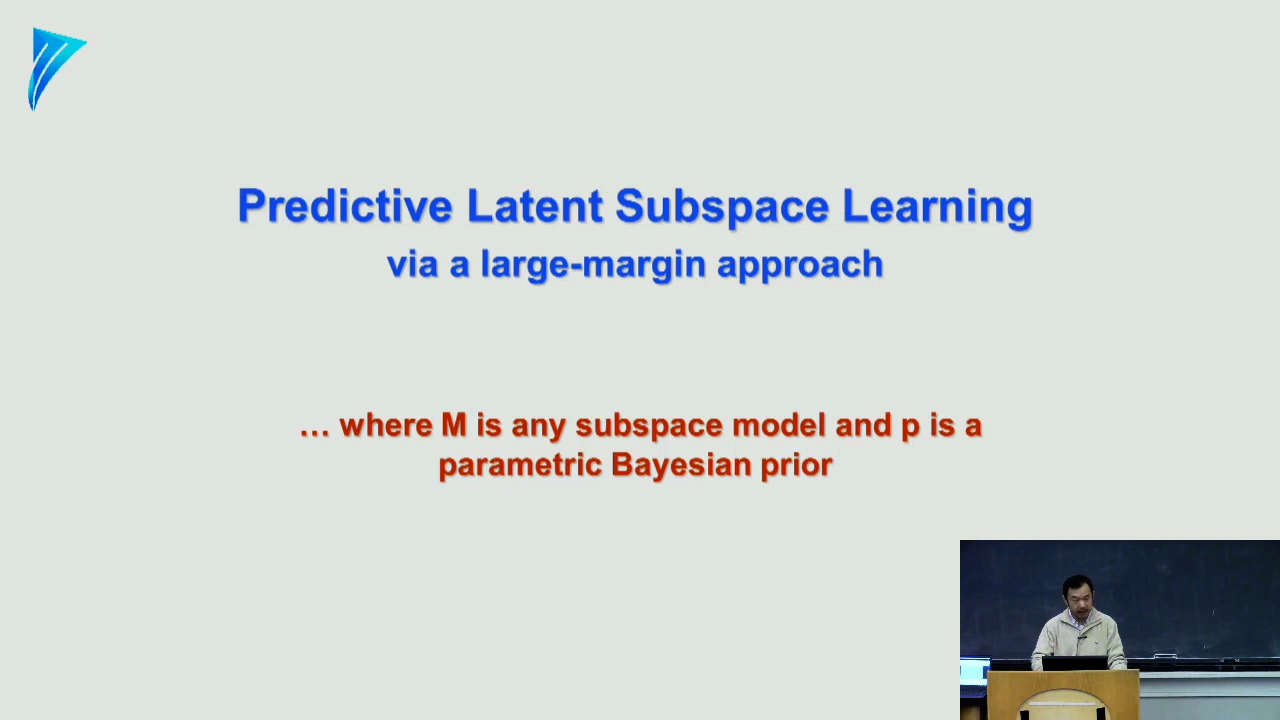 Predictive Latent Subspace Learning
via a large-margin approach
… where M is any subspace model and p is a
parametric Bayesian prior